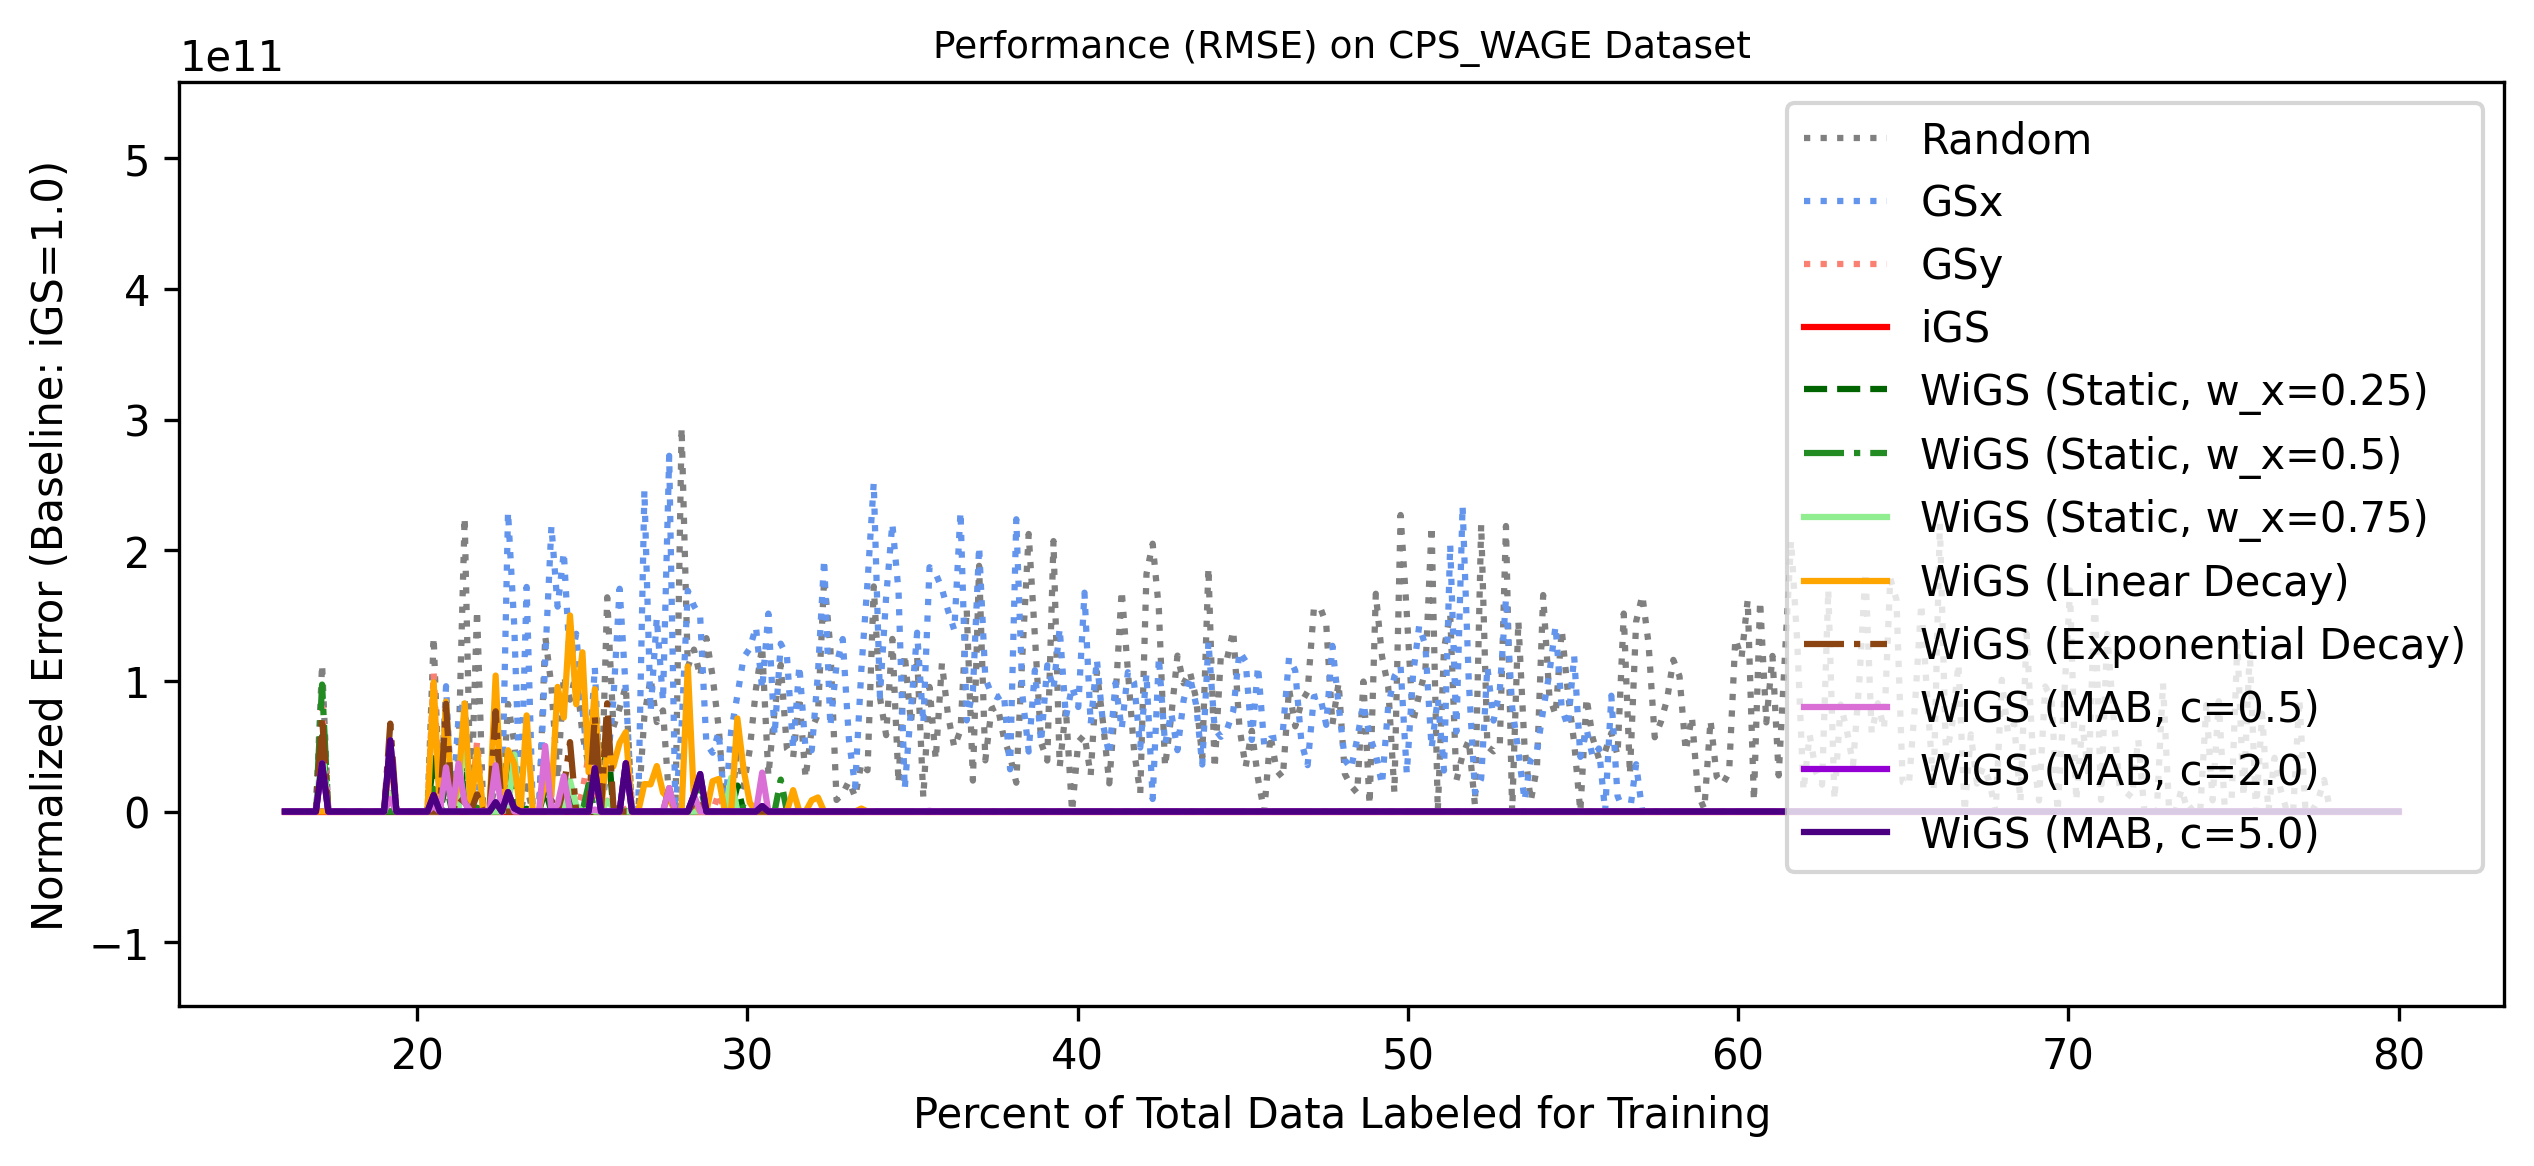 Performance (RMSE) on CPS_WAGE Dataset
1e11
Normalized Error (Baseline: iGS=1.0)
5
4
3
2
1
0
−1
Random
GSx
GSy
iGS
WiGS (Static, w_x=0.25)
WiGS (Static, w_x=0.5)
WiGS (Static, w_x=0.75)
WiGS (Linear Decay)
WiGS (Exponential Decay)
WiGS (MAB, c=0.5)
WiGS (MAB, c=2.0)
WiGS (MAB, c=5.0)
20 30 40 50 60 70 80
Percent of Total Data Labeled for Training